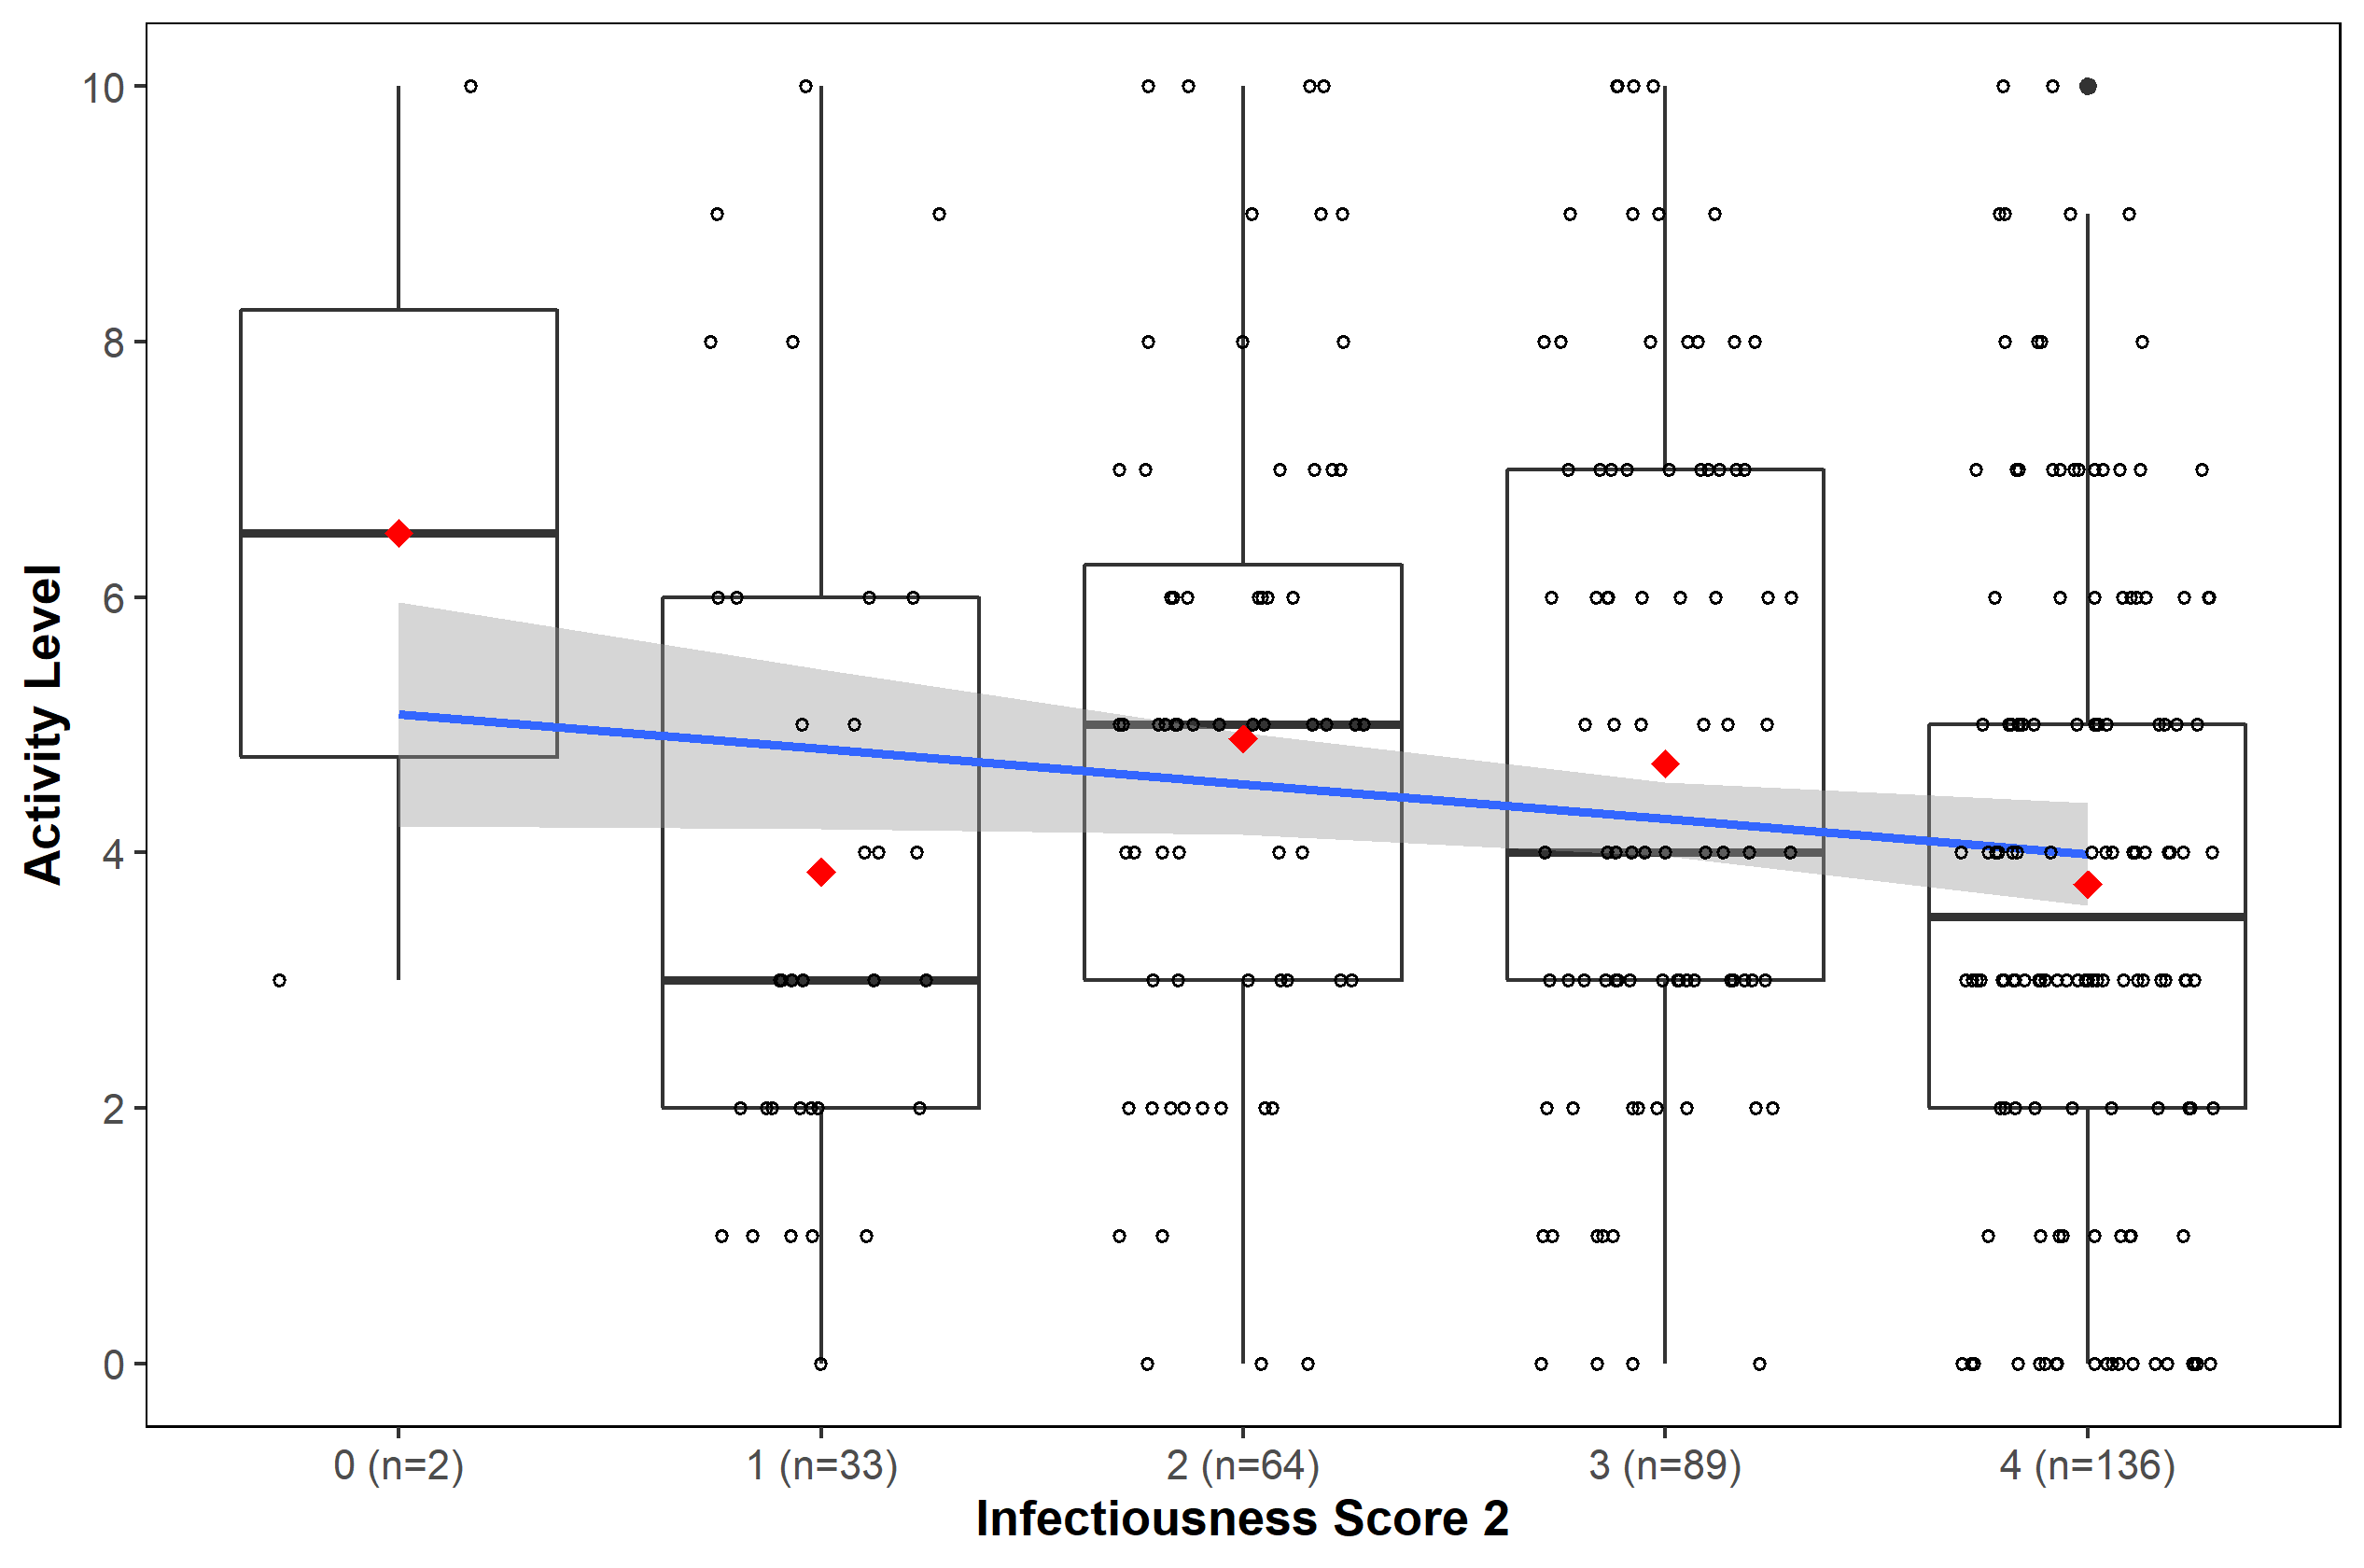 Activity Level
10
8
6
4
2
0
0 (n=2) 1 (n=33) 2 (n=64) 3 (n=89) 4 (n=136)
Infectiousness Score 2